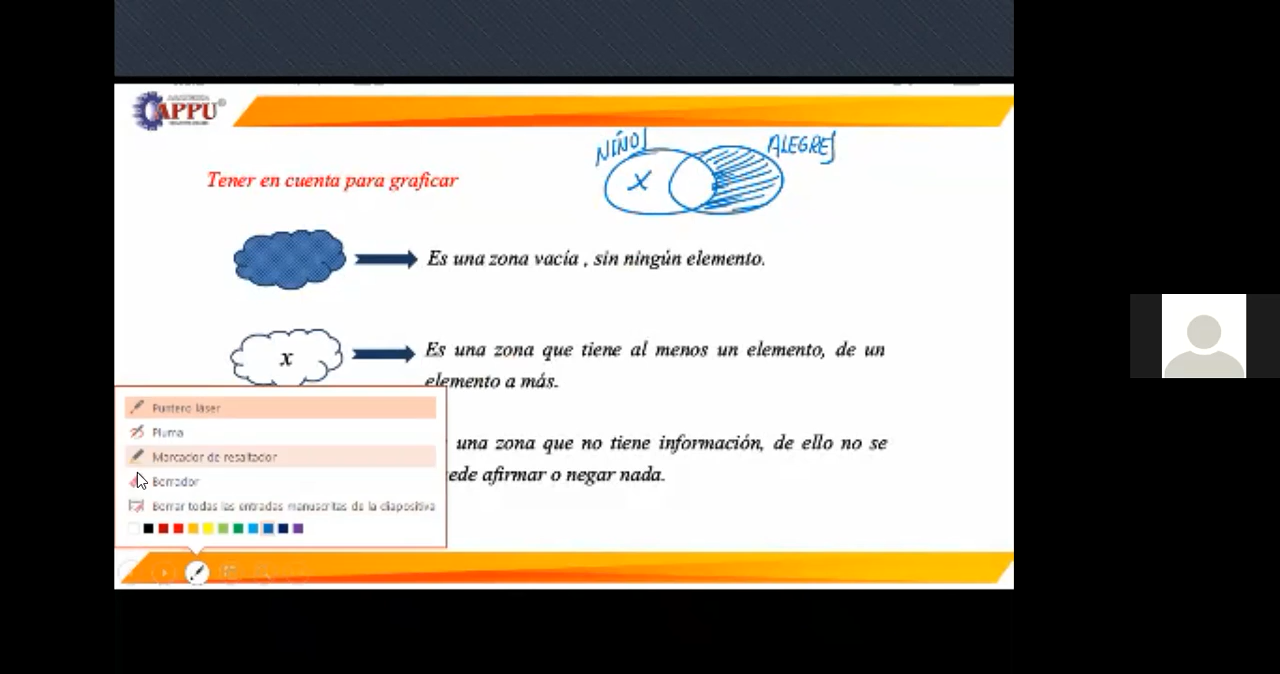 APPU
NIÑOS
ALEGRES
X
Tener en cuenta para graficar
Es una zona vacía , sin ningún elemento.
x
Es una zona que tiene al menos un elemento, de un
elemento a más.
una zona que no tiene información, de ello no se
ede afirmar o negar nada.
Puntero láser
Pluma
Marcador de resaltador
Borrador
Borrar todas las entradas manuscritas de la diapositiva